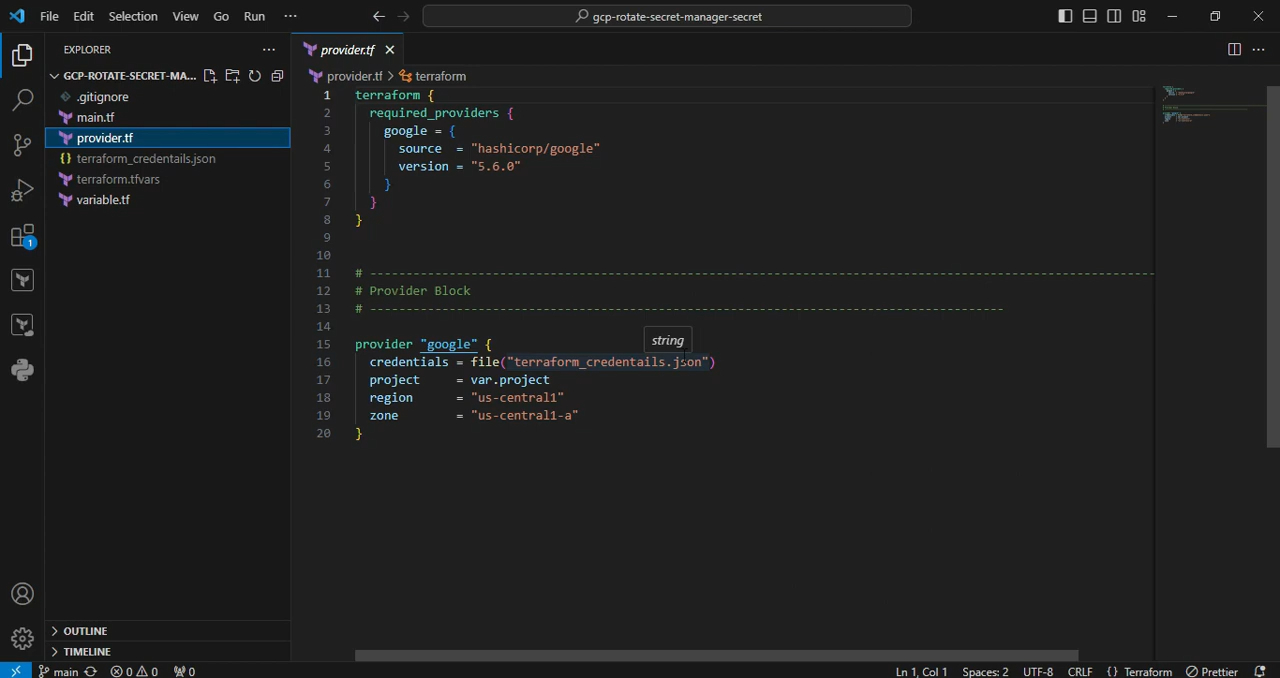 File Edit Selection View Go Run ···
gcp-rotate-secret-manager-secret
EXPLORER ···
GCP-ROTATE-SECRET-MA...
.gitignore
main.tf
provider.tf
{} terraform_credentails.json
terraform.tfvars
variable.tf
OUTLINE
TIMELINE
provider.tf
provider.tf > terraform
1 terraform {
2 required_providers {
3 google = {
4 source = "hashicorp/google"
5 version = "5.6.0"
6 }
7 }
8 }
9
10
11 # -------------------------------------------------------------------------------------------------------------
12 # Provider Block
13 # ----------------------------------------------------------------------------------------
14
string
15 provider "google" {
16 credentials = file("terraform_credentails.json")
17 project = var.project
18 region = "us-central1"
19 zone = "us-central1-a"
20 }
1
main 0 0 0 Ln 1, Col 1 Spaces: 2 UTF-8 CRLF {} Terraform Prettier